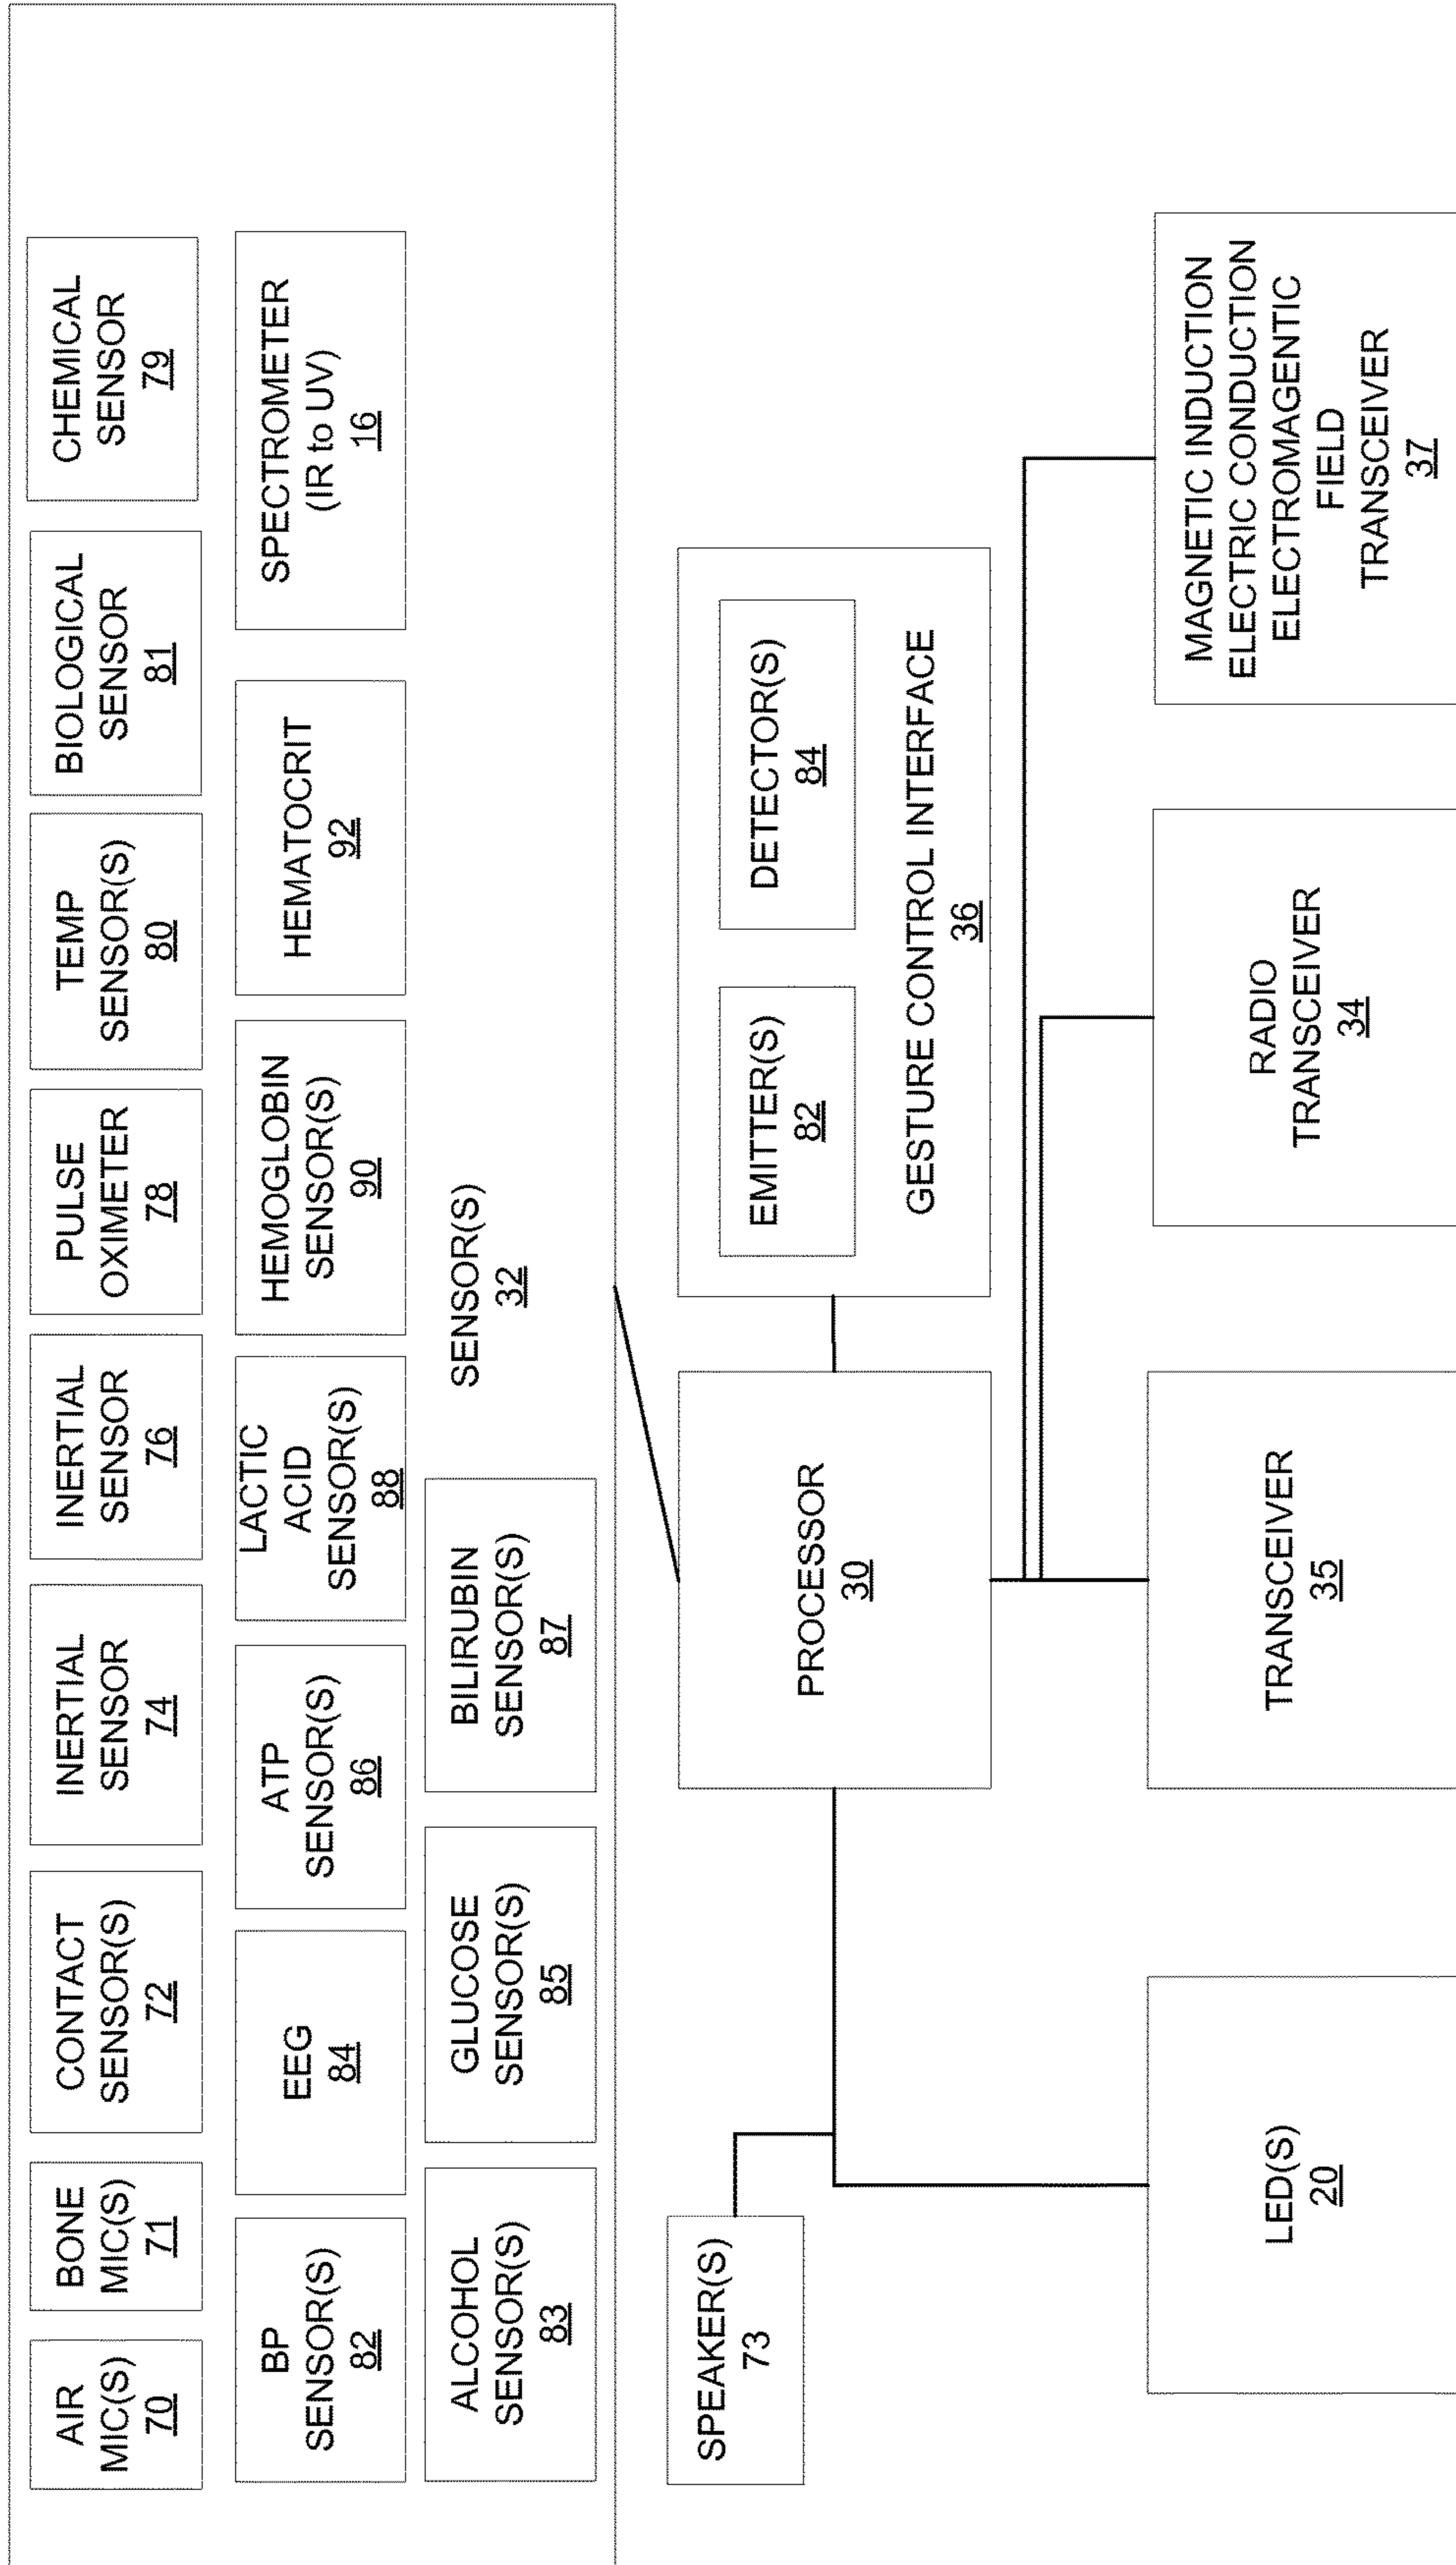 AIR
MIC(S)
70
BONE
MIC(S)
71
CONTACT
SENSOR(S)
72
INERTIAL
SENSOR
74
INERTIAL
SENSOR
76
PULSE
OXIMETER
78
TEMP
SENSOR(S)
80
BIOLOGICAL
SENSOR
81
CHEMICAL
SENSOR
79
BP
SENSOR(S)
82
EEG
84
ATP
SENSOR(S)
86
LACTIC
ACID
SENSOR(S)
88
HEMOGLOBIN
SENSOR(S)
90
HEMATOCRIT
92
SPECTROMETER
(IR to UV)
16
ALCOHOL
SENSOR(S)
83
GLUCOSE
SENSOR(S)
85
BILIRUBIN
SENSOR(S)
87
SENSOR(S)
32
SPEAKER(S)
73
PROCESSOR
30
EMITTER(S)
82
DETECTOR(S)
84
GESTURE CONTROL INTERFACE
36
LED(S)
20
TRANSCEIVER
35
RADIO
TRANSCEIVER
34
MAGNETIC INDUCTION
ELECTRIC CONDUCTION
ELECTROMAGENTIC
FIELD
TRANSCEIVER
37